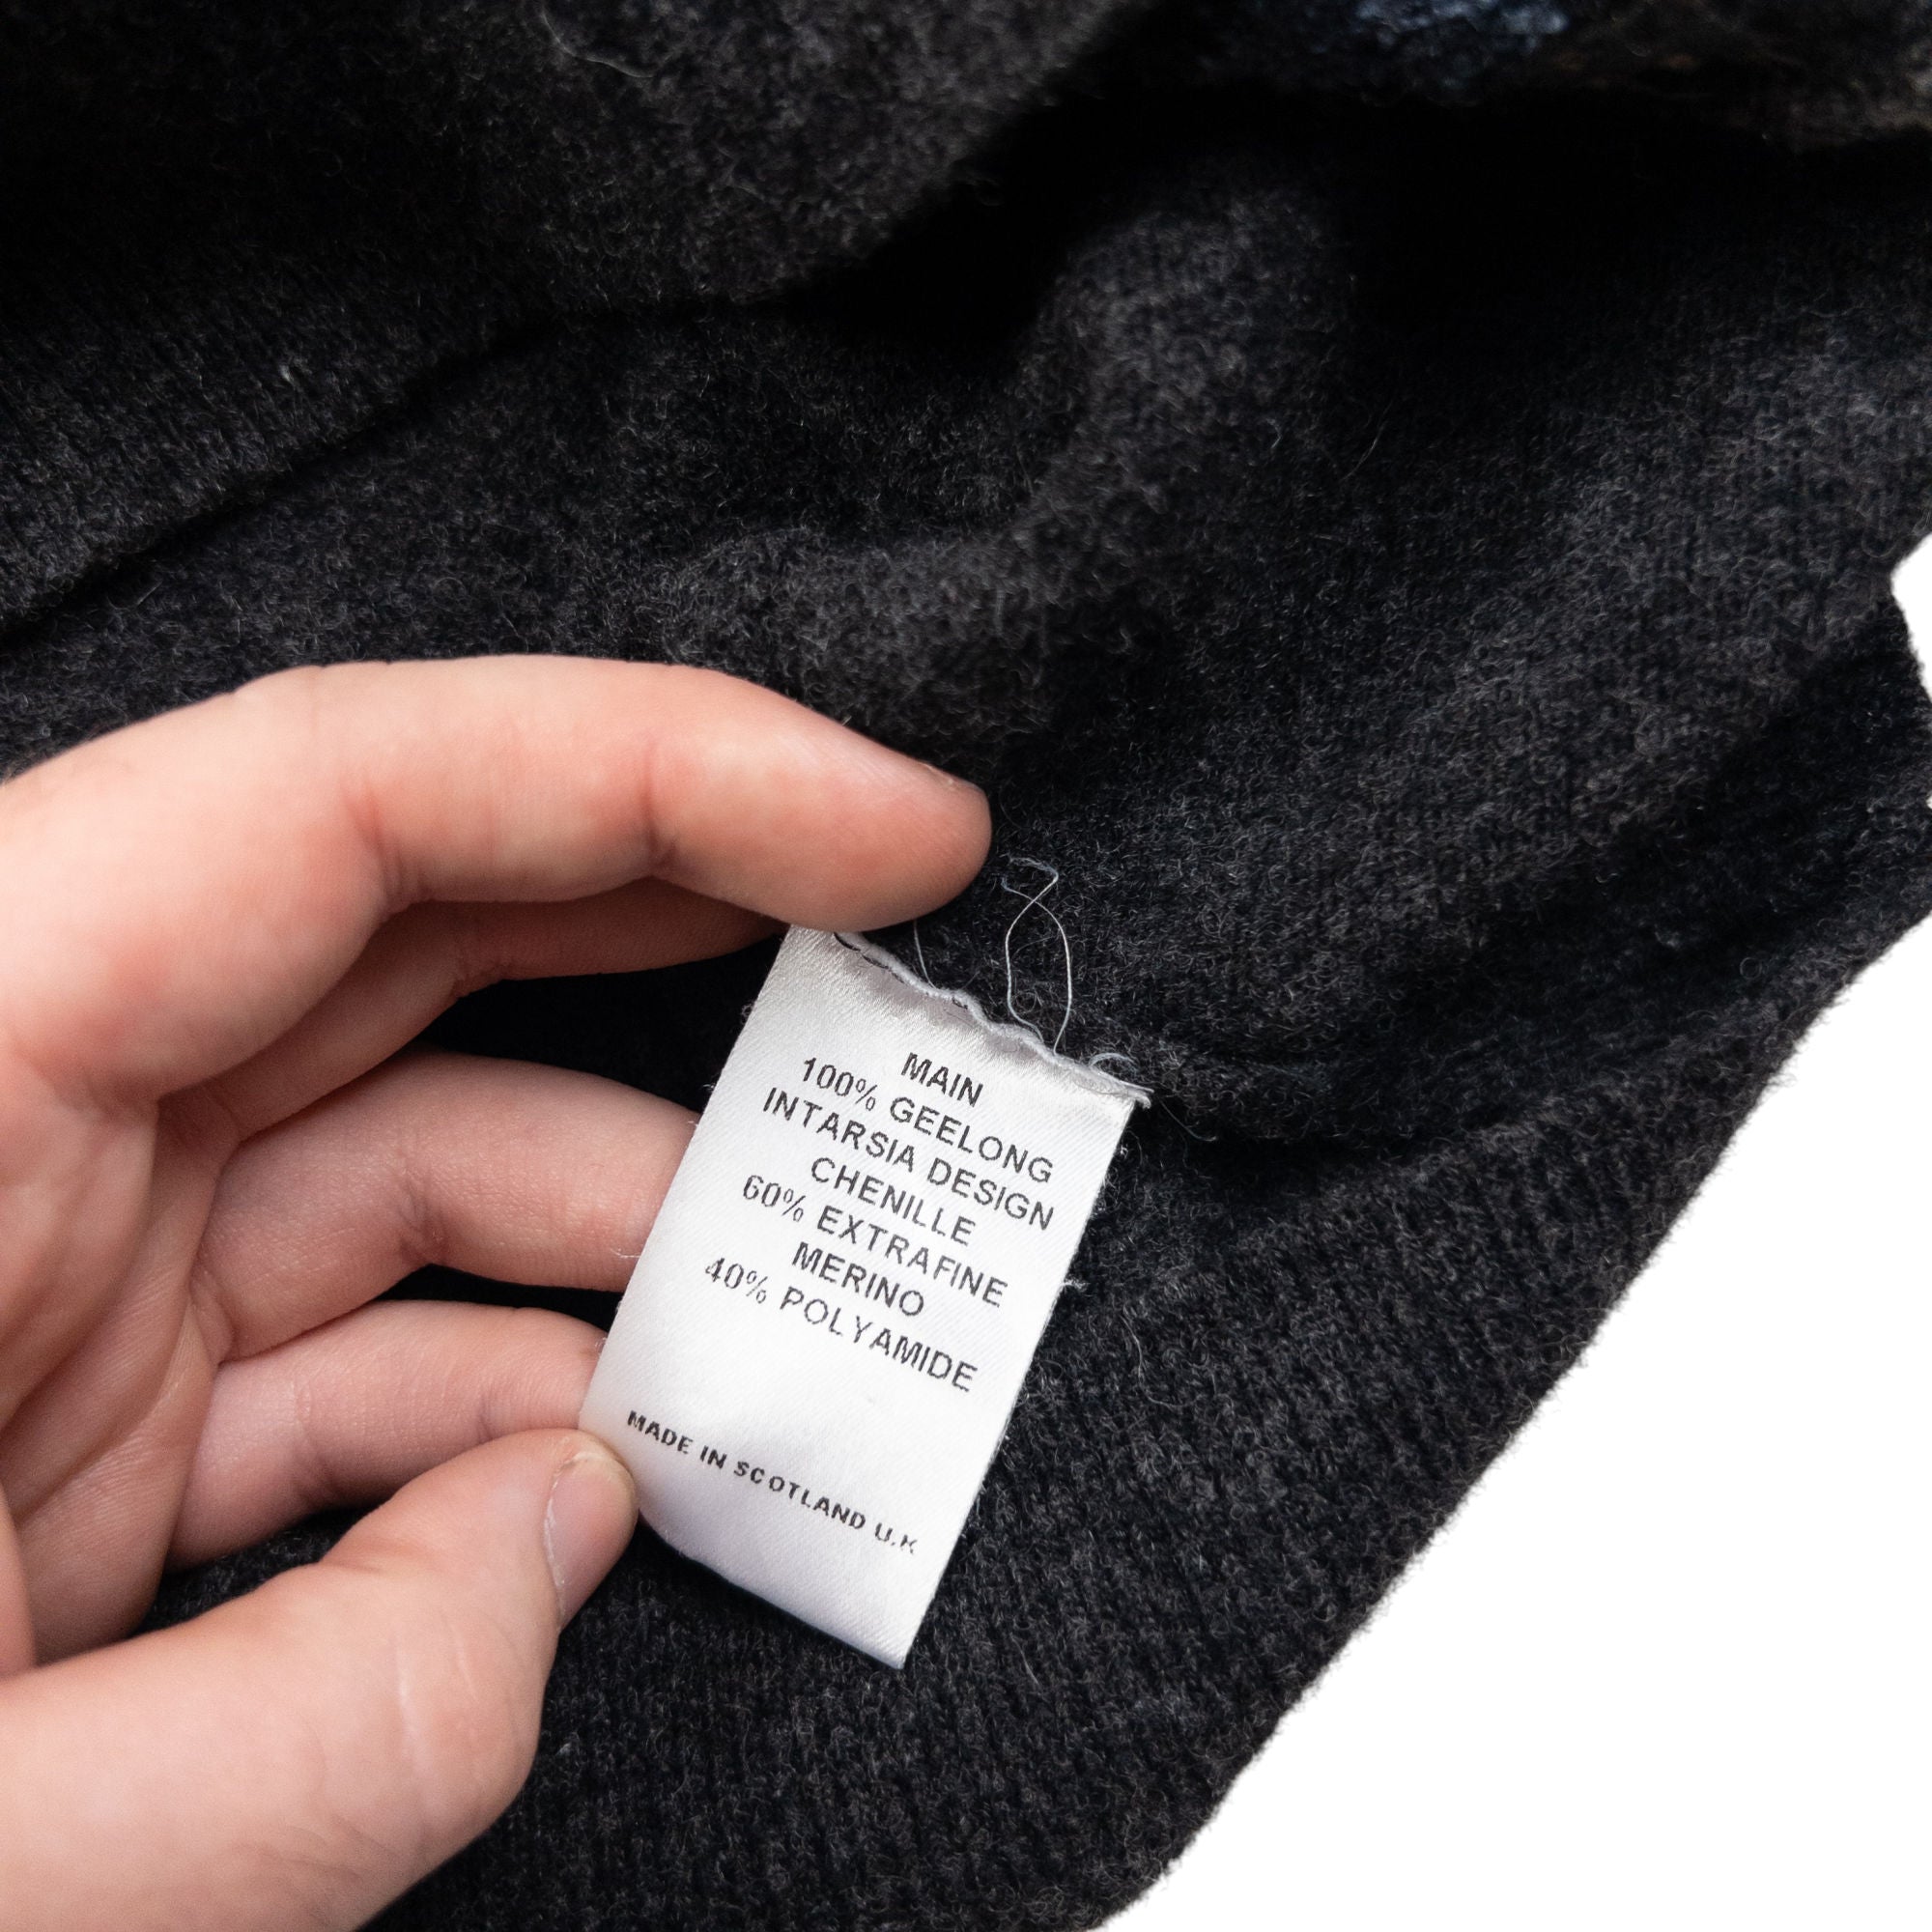 MAIN
100% GEELONG
INTARSIA DESIGN
CHENILLE
60% EXTRAFINE
MERINO
40% POLYAMIDE
MADE IN SCOTLAND U.K